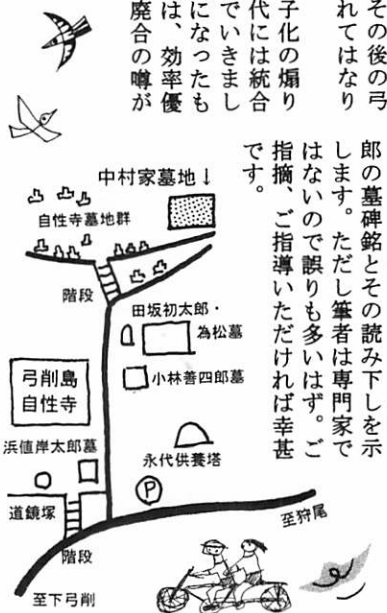 その後の弓
れてはなり
子化の煽り
代には統合
でいきまし
になったも
は、効率優
廃合の噂が
郎の墓碑銘とその読み下しを示
します。ただし筆者は専門家で
はないので誤りも多いはず。ご
指摘、ご指導いただければ幸甚
です。
中村家墓地↓
自性寺墓地群
階段
田坂初太郎・
為松墓
小林善四郎墓
弓削島
自性寺
浜値岸太郎墓
永代供養塔
P
道鏡塚
階段
至狩尾
至下弓削